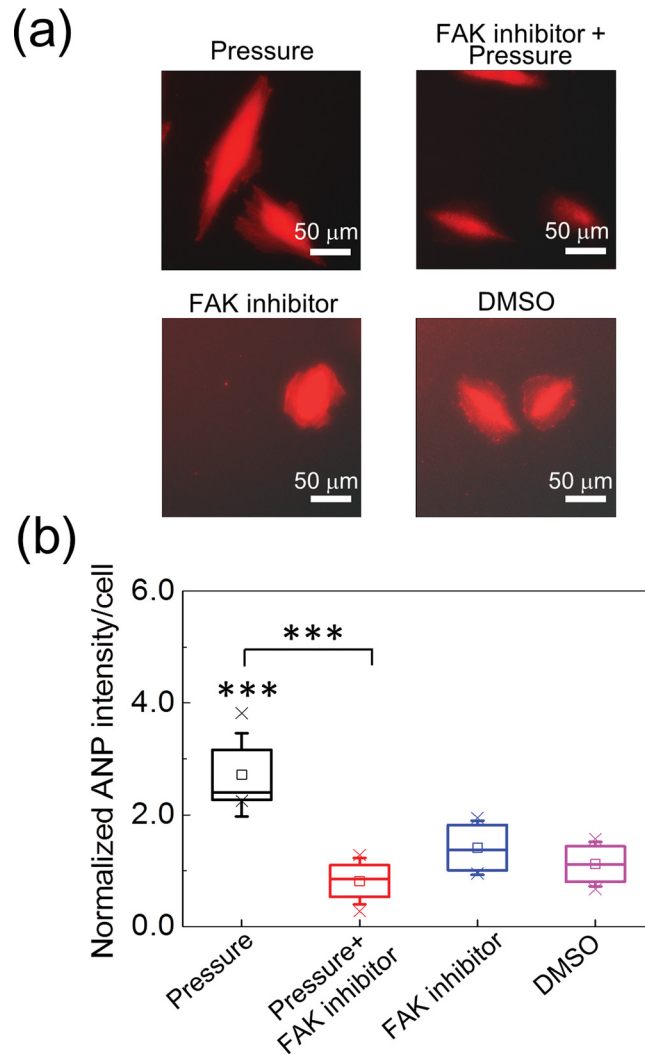 (a)
Pressure
FAK inhibitor +
Pressure
50 μm
50 μm
FAK inhibitor
DMSO
50 μm
50 μm
(b)
Normalized ANP intensity/cell
6.0
4.0
2.0
0.0
***
***
Pressure
Pressure+
FAK inhibitor
FAK inhibitor
DMSO